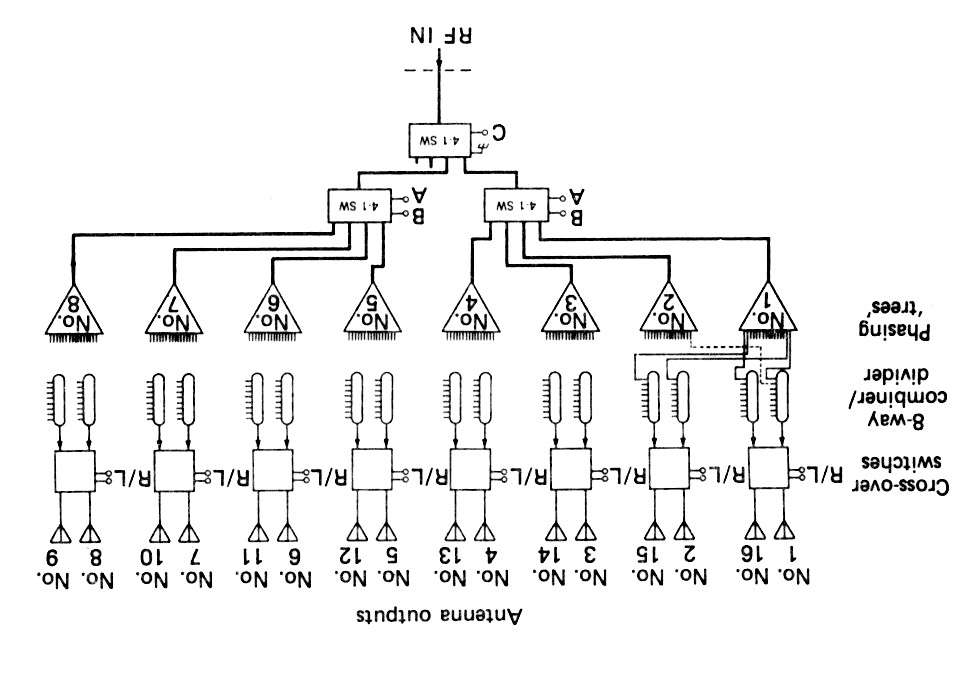 Antenna outputs
No. No. No. No. No. No. No. No. No. No. No. No. No. No. No. No.
1 16 2 15 3 14 4 13 5 12 6 11 7 10 8 9
Cross-over
switches
R/L R/L R/L R/L R/L R/L R/L R/L
8-way
combiner/
divider
Phasing
'trees'
No. No. No. No. No. No. No. No.
1 2 3 4 5 6 7 8
B
A
4-1 SW
B
A
4-1 SW
C
4-1 SW
RF IN